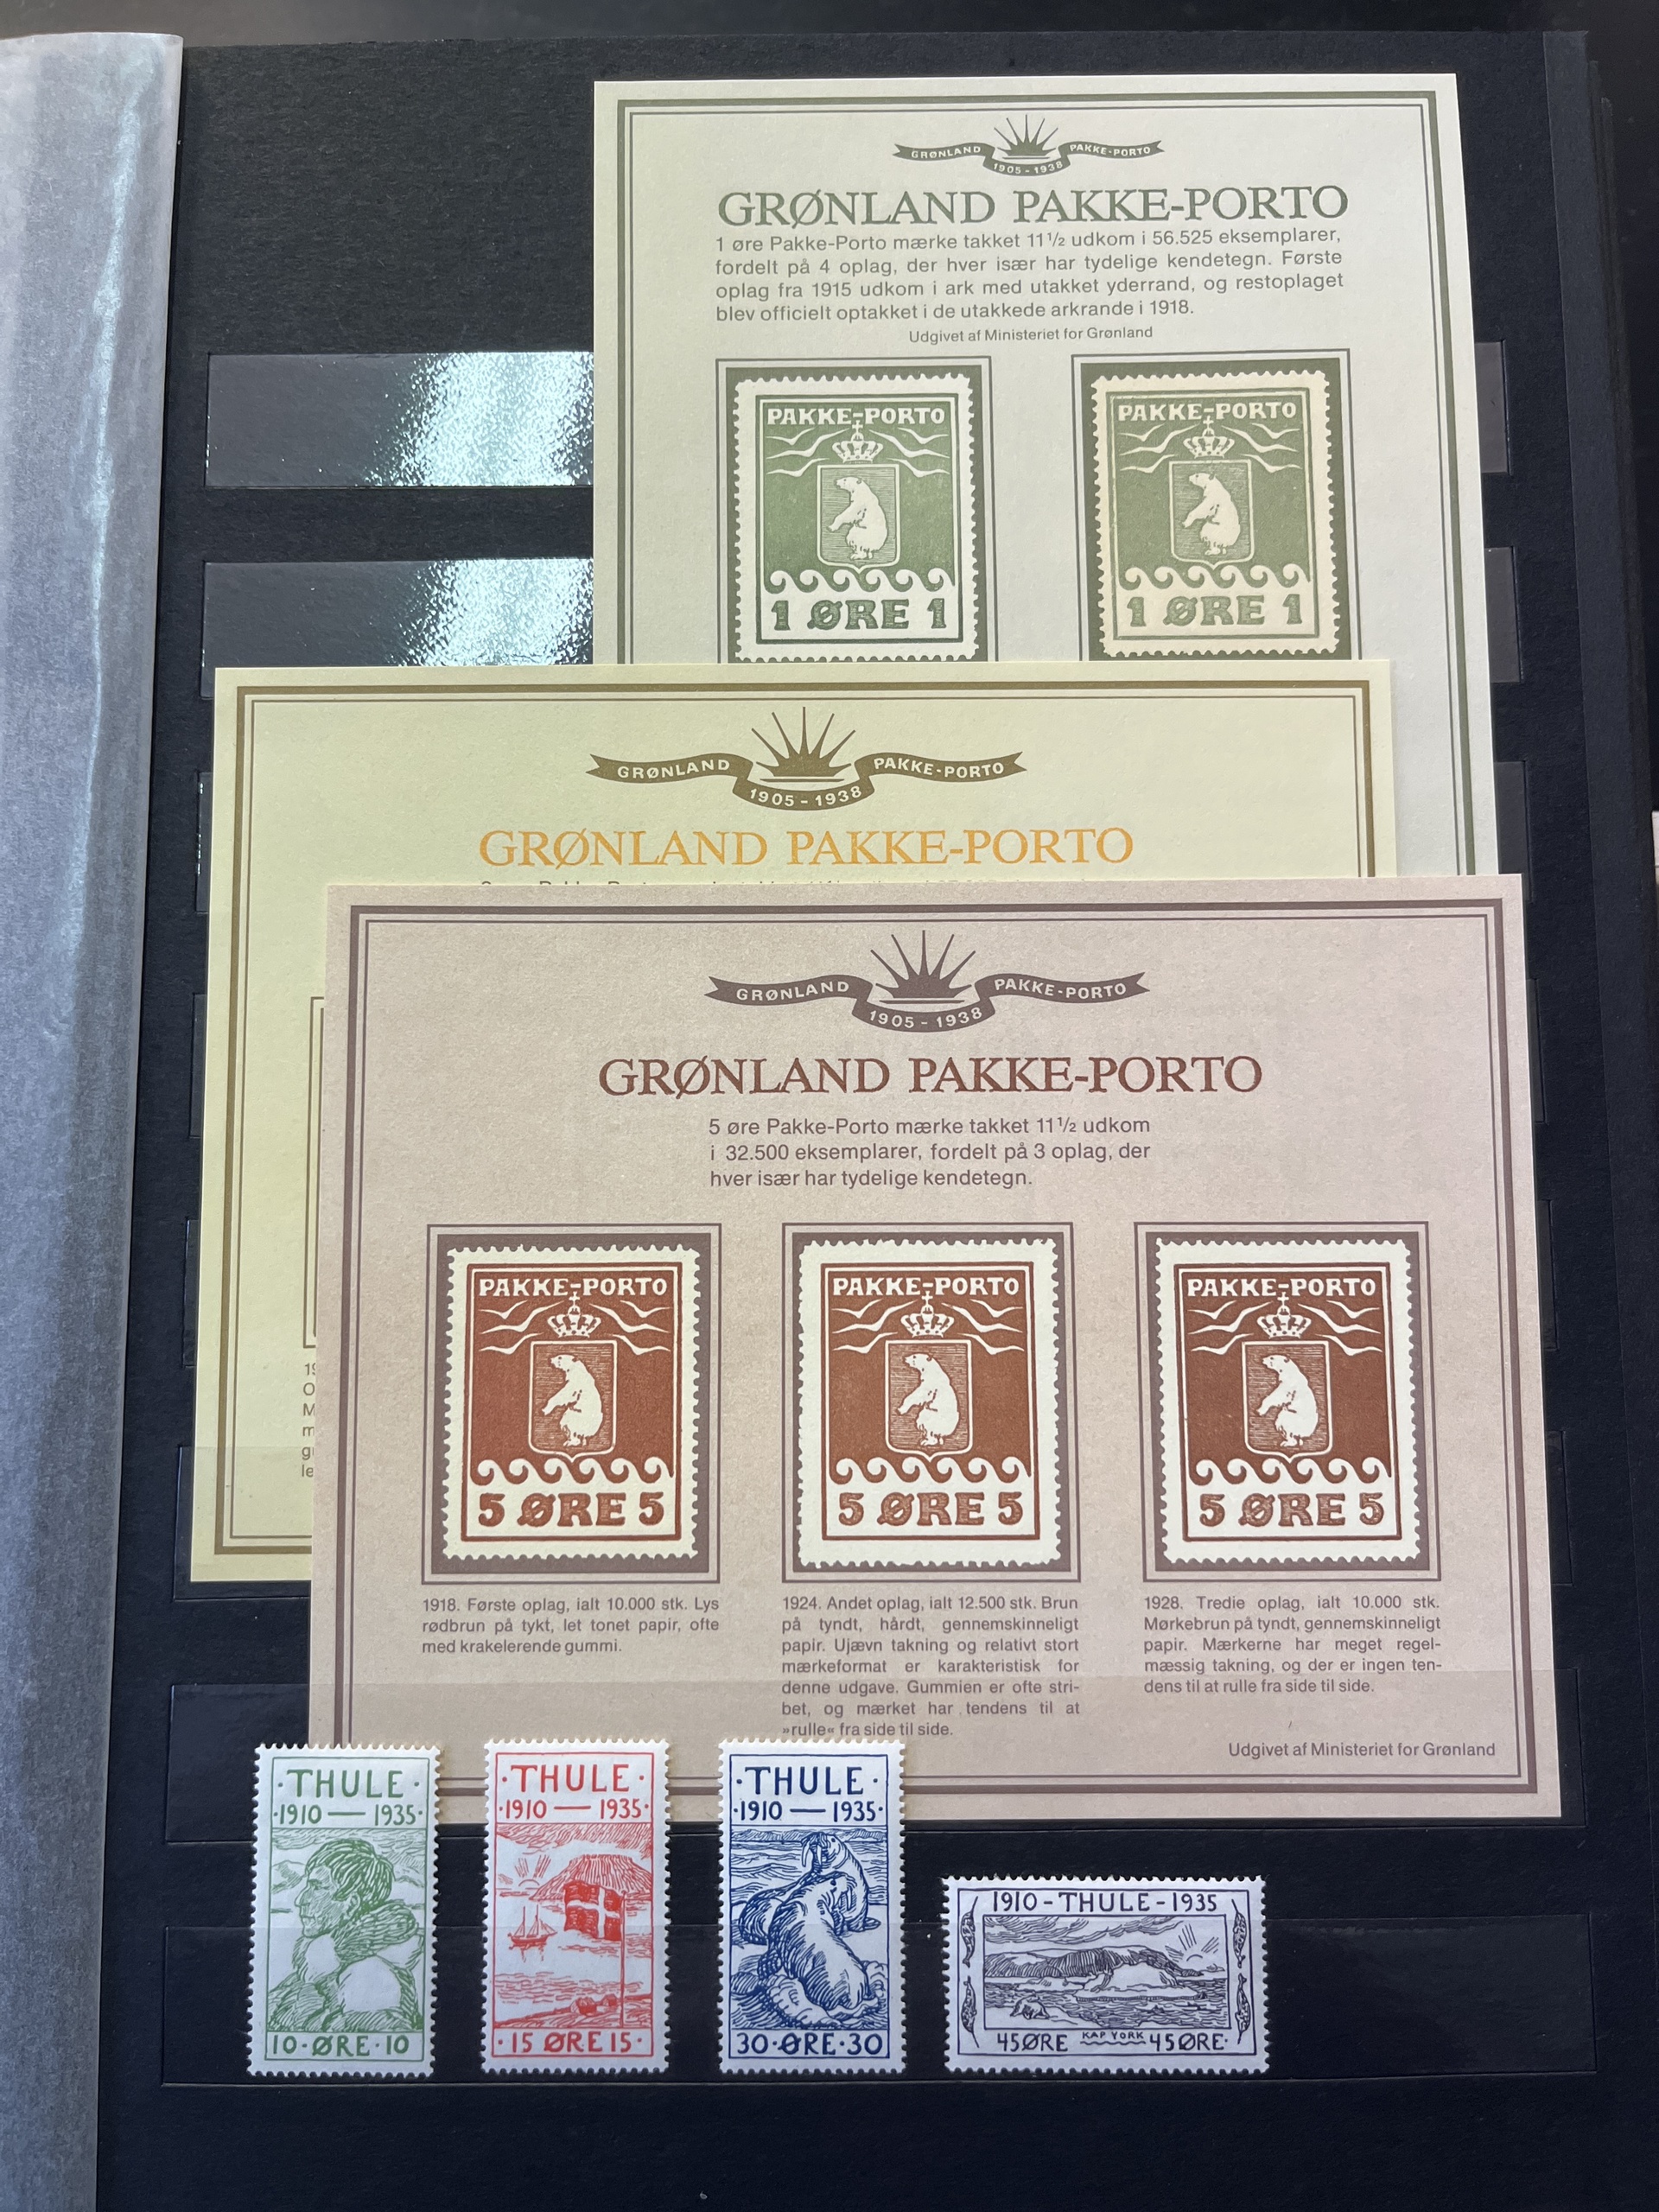 GRØNLAND PAKKE-PORTO
1905 - 1938
GRØNLAND PAKKE-PORTO
1 øre Pakke-Porto mærke takket 11½ udkom i 56.525 eksemplarer,
fordelt på 4 oplag, der hver især har tydelige kendetegn. Første
oplag fra 1915 udkom i ark med utakket yderrand, og restoplaget
blev officielt optakket i de utakkede arkrande i 1918.
Udgivet af Ministeriet for Grønland
PAKKE-PORTO
1 ØRE 1
PAKKE-PORTO
1 ØRE 1
GRØNLAND PAKKE-PORTO
1905 - 1938
GRØNLAND PAKKE-PORTO
GRØNLAND PAKKE-PORTO
1905 - 1938
GRØNLAND PAKKE-PORTO
5 øre Pakke-Porto mærke takket 11½ udkom
i 32.500 eksemplarer, fordelt på 3 oplag, der
hver især har tydelige kendetegn.
PAKKE-PORTO
5 ØRE 5
PAKKE-PORTO
5 ØRE 5
PAKKE-PORTO
5 ØRE 5
1918. Første oplag, ialt 10.000 stk. Lys
rødbrun på tykt, let tonet papir, ofte
med krakelerende gummi.
1924. Andet oplag, ialt 12.500 stk. Brun
på tyndt, hårdt, gennemskinneligt
papir. Ujævn takning og relativt stort
mærkeformat er karakteristisk for
denne udgave. Gummien er ofte stri-
bet, og mærket har tendens til at
»rulle« fra side til side.
1928. Tredie oplag, ialt 10.000 stk.
Mørkebrun på tyndt, gennemskinneligt
papir. Mærkerne har meget regel-
mæssig takning, og der er ingen ten-
dens til at rulle fra side til side.
Udgivet af Ministeriet for Grønland
·THULE·
·1910 — 1935·
10·ØRE·10
·THULE·
·1910 — 1935·
·15 ØRE 15·
·THULE·
·1910 — 1935·
30·ØRE·30
1910 - THULE - 1935
45ØRE KAP YORK 45ØRE·